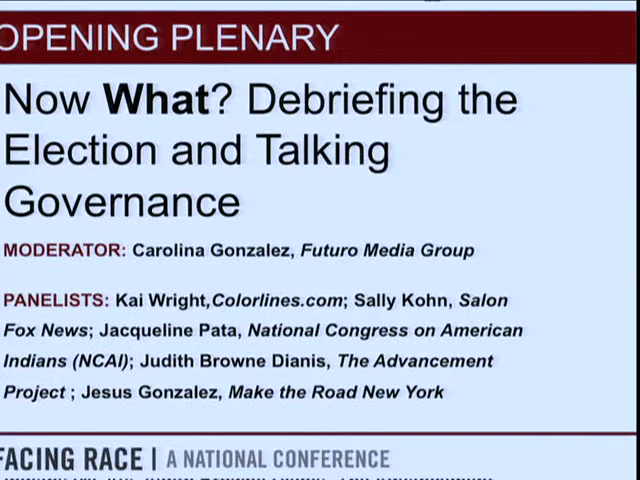 OPENING PLENARY
Now What? Debriefing the
Election and Talking
Governance
MODERATOR: Carolina Gonzalez, Futuro Media Group
PANELISTS: Kai Wright,Colorlines.com; Sally Kohn, Salon
Fox News; Jacqueline Pata, National Congress on American
Indians (NCAI); Judith Browne Dianis, The Advancement
Project ; Jesus Gonzalez, Make the Road New York
FACING RACE | A NATIONAL CONFERENCE